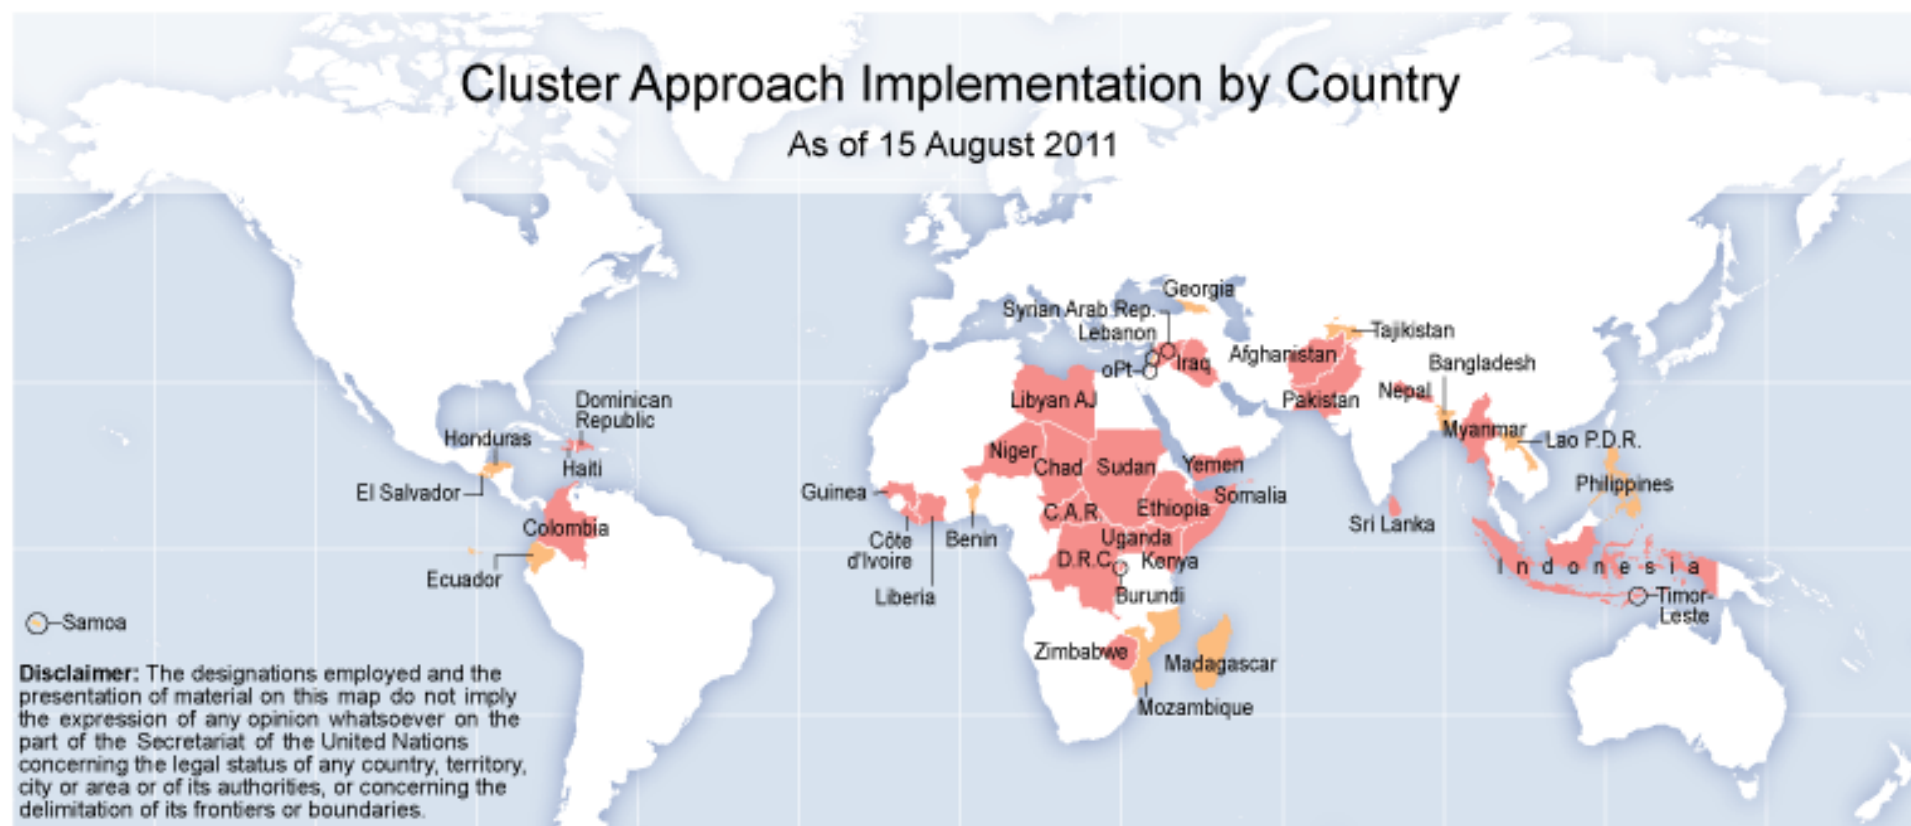 Cluster Approach Implementation by Country
As of 15 August 2011
Georgia
Syrian Arab Rep.
Lebanon
oPt
Iraq
Afghanistan
Tajikistan
Bangladesh
Pakistan
Nepal
Myanmar
Lao P.D.R.
Philippines
Sri Lanka
Indonesia
Timor-
Leste
Dominican
Republic
Honduras
Haiti
El Salvador
Colombia
Ecuador
Samoa
Libyan AJ
Niger
Chad
Sudan
Yemen
Guinea
Somalia
C.A.R.
Ethiopia
Côte
d'Ivoire
Benin
Uganda
D.R.C.
Kenya
Liberia
Burundi
Zimbabwe
Madagascar
Mozambique
Disclaimer: The designations employed and the
presentation of material on this map do not imply
the expression of any opinion whatsoever on the
part of the Secretariat of the United Nations
concerning the legal status of any country, territory,
city or area or of its authorities, or concerning the
delimitation of its frontiers or boundaries.